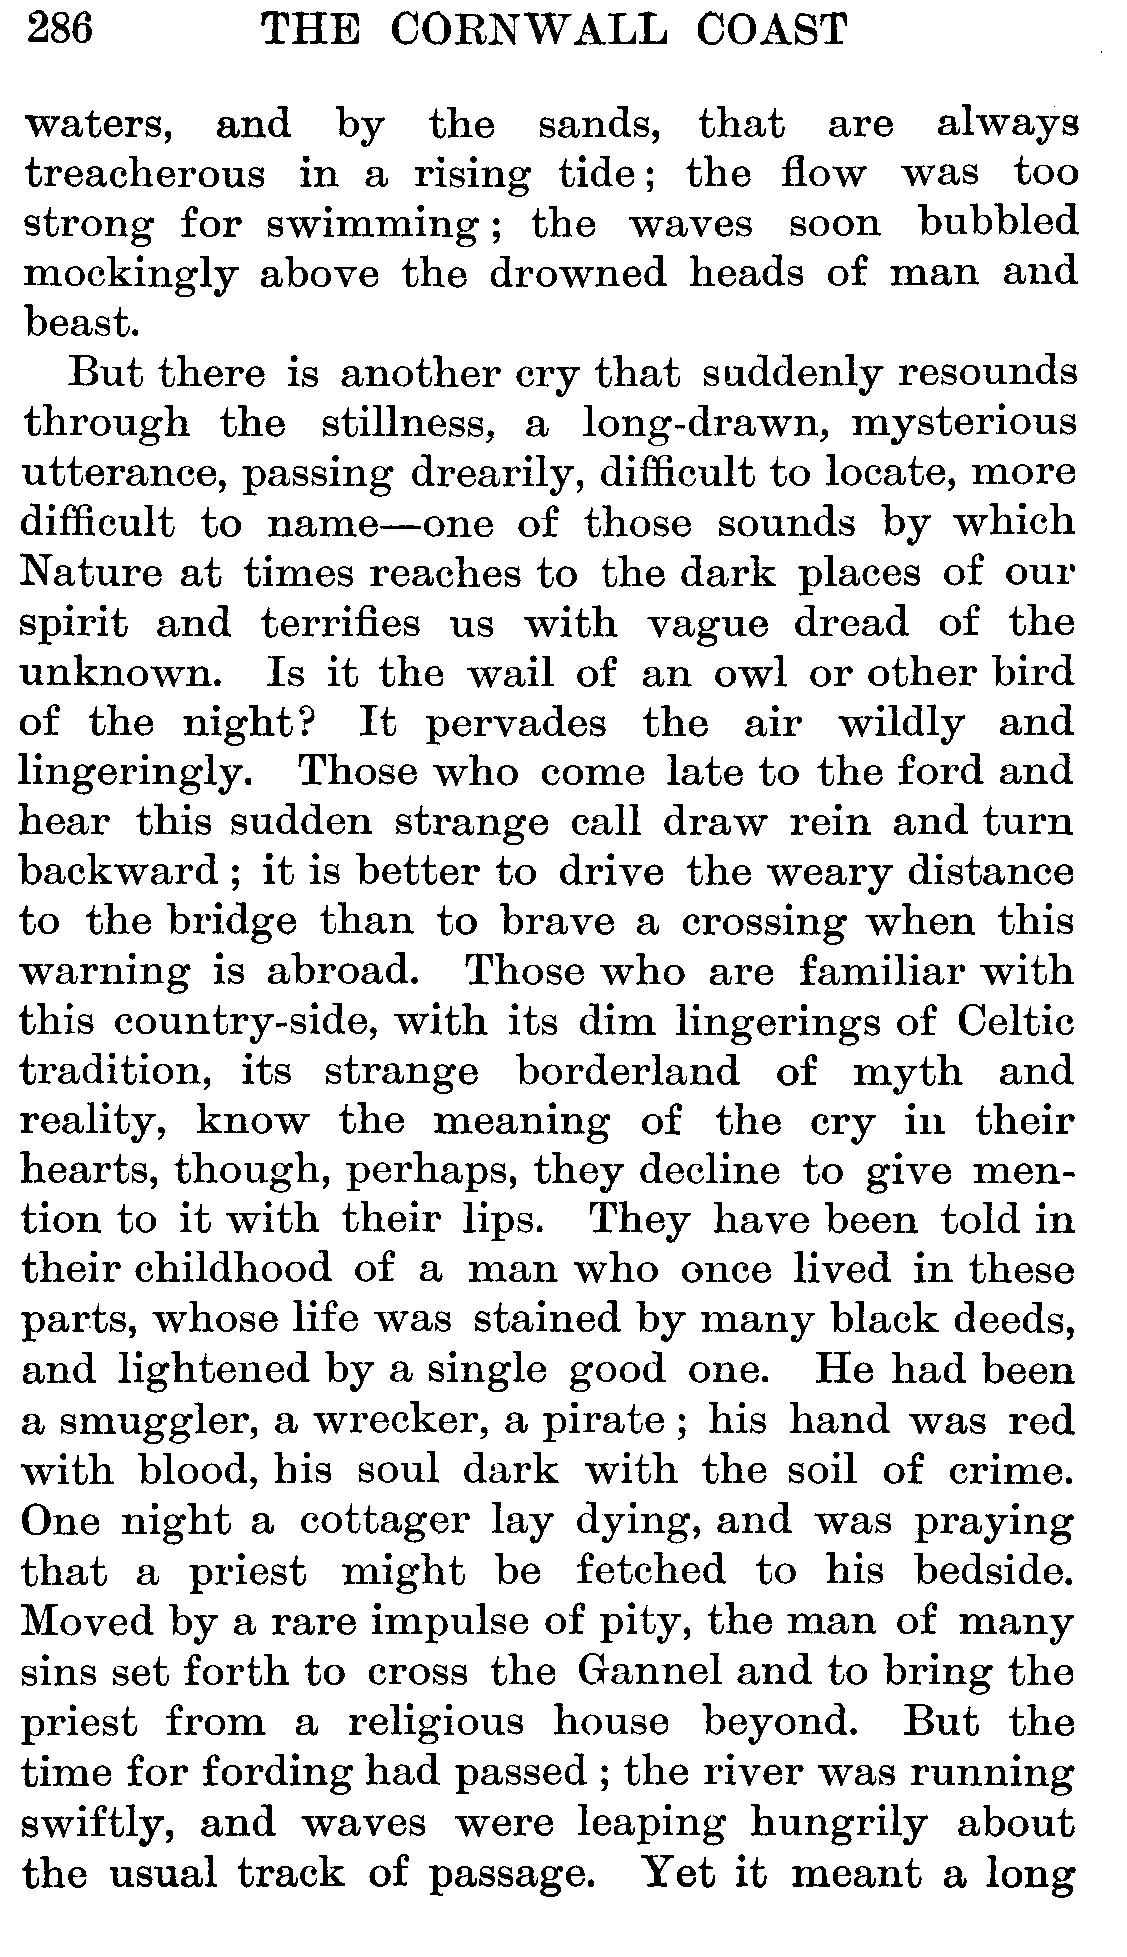 286 THE CORNWALL COAST
waters, and by the sands, that are always
treacherous in a rising tide; the flow was too
strong for swimming; the waves soon bubbled
mockingly above the drowned heads of man and
beast.
But there is another cry that suddenly resounds
through the stillness, a long-drawn, mysterious
utterance, passing drearily, difficult to locate, more
difficult to name—one of those sounds by which
Nature at times reaches to the dark places of our
spirit and terrifies us with vague dread of the
unknown. Is it the wail of an owl or other bird
of the night? It pervades the air wildly and
lingeringly. Those who come late to the ford and
hear this sudden strange call draw rein and turn
backward; it is better to drive the weary distance
to the bridge than to brave a crossing when this
warning is abroad. Those who are familiar with
this country-side, with its dim lingerings of Celtic
tradition, its strange borderland of myth and
reality, know the meaning of the cry in their
hearts, though, perhaps, they decline to give men-
tion to it with their lips. They have been told in
their childhood of a man who once lived in these
parts, whose life was stained by many black deeds,
and lightened by a single good one. He had been
a smuggler, a wrecker, a pirate; his hand was red
with blood, his soul dark with the soil of crime.
One night a cottager lay dying, and was praying
that a priest might be fetched to his bedside.
Moved by a rare impulse of pity, the man of many
sins set forth to cross the Gannel and to bring the
priest from a religious house beyond. But the
time for fording had passed; the river was running
swiftly, and waves were leaping hungrily about
the usual track of passage. Yet it meant a long